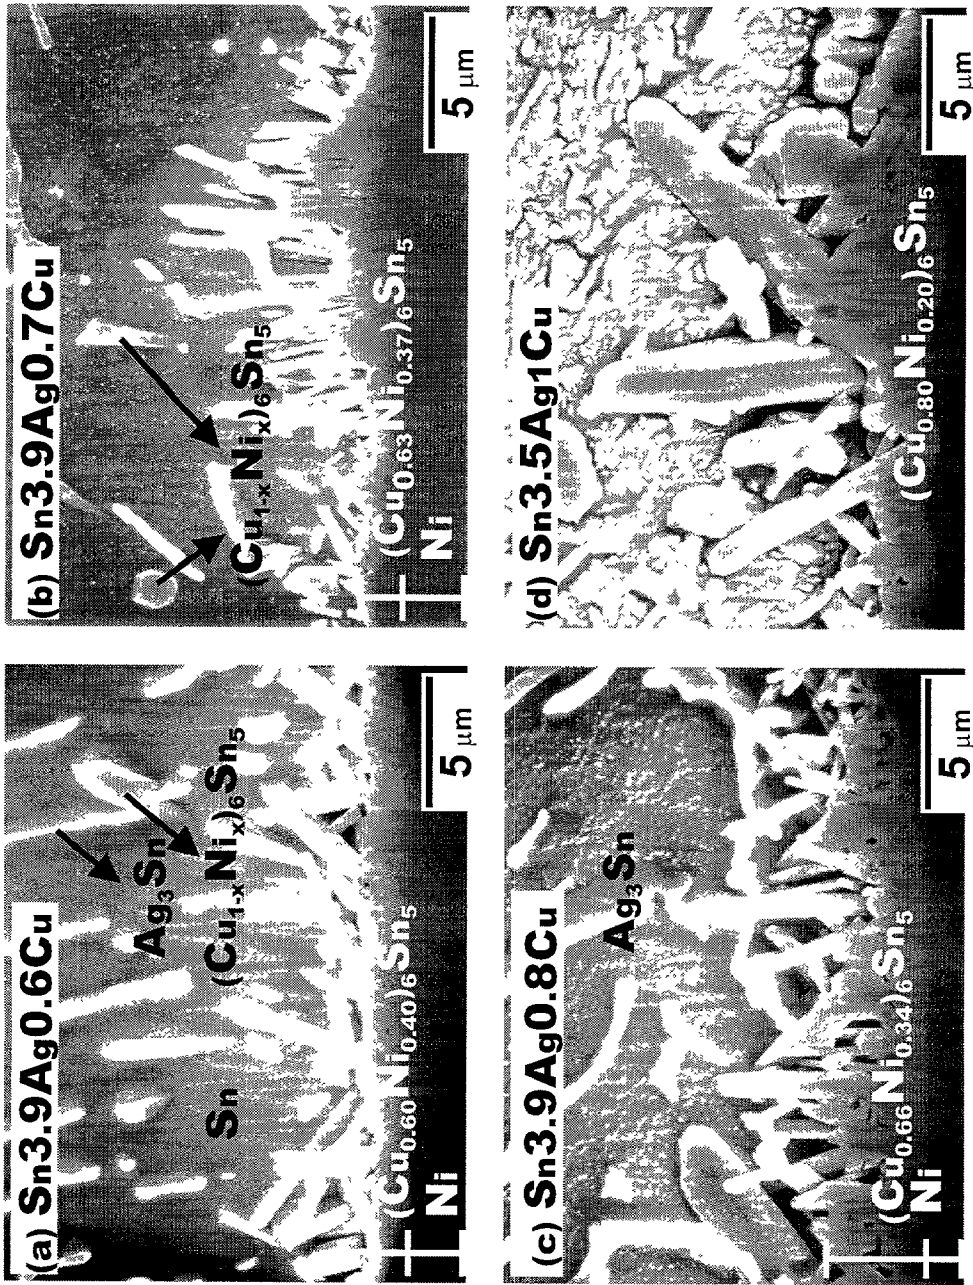 (a) Sn3.9Ag0.6Cu
Ag₃Sn
Sn
(Cu₁₋ₓNiₓ)₆Sn₅
(Cu₀.₆₀Ni₀.₄₀)₆Sn₅
Ni
5 μm
(b) Sn3.9Ag0.7Cu
(Cu₁₋ₓNiₓ)₆Sn₅
(Cu₀.₆₃Ni₀.₃₇)₆Sn₅
Ni
5 μm
(c) Sn3.9Ag0.8Cu
Ag₃Sn
(Cu₀.₆₆Ni₀.₃₄)₆Sn₅
Ni
5 μm
(d) Sn3.5Ag1Cu
(Cu₀.₈₀Ni₀.₂₀)₆Sn₅
5 μm